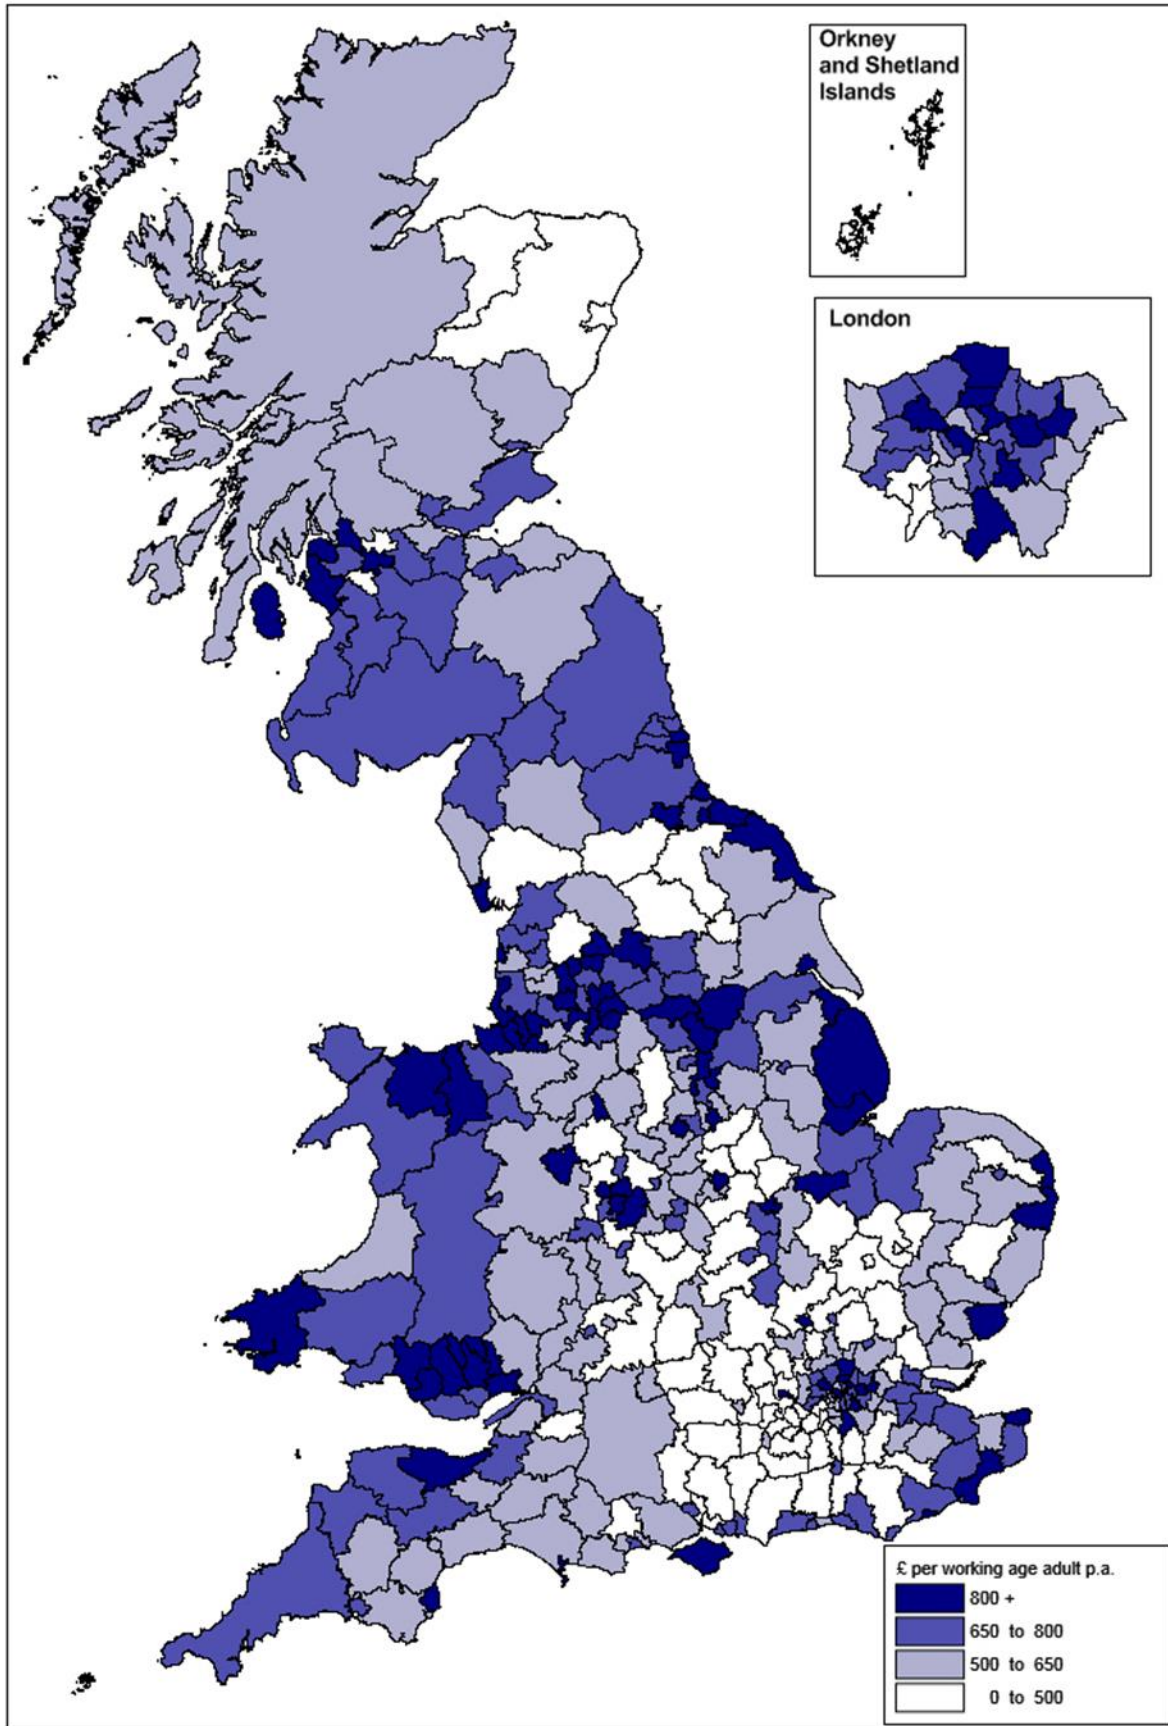 Orkney
and Shetland
Islands
London
£ per working age adult p.a.
800 +
650 to 800
500 to 650
0 to 500